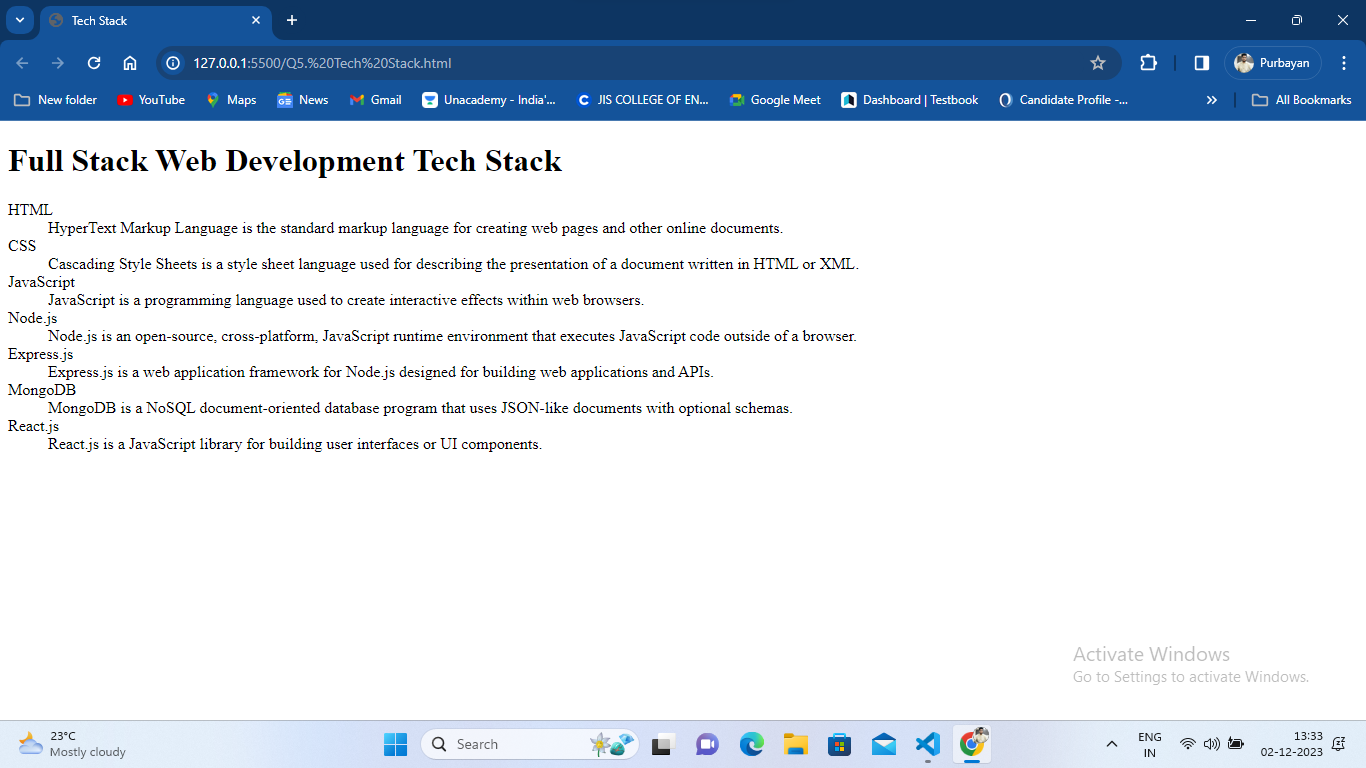 Tech Stack
127.0.0.1:5500/Q5.%20Tech%20Stack.html
Purbayan
New folder
YouTube
Maps
News
Gmail
Unacademy - India'...
JIS COLLEGE OF EN...
Google Meet
Dashboard | Testbook
Candidate Profile -...
All Bookmarks
Full Stack Web Development Tech Stack
HTML
HyperText Markup Language is the standard markup language for creating web pages and other online documents.
CSS
Cascading Style Sheets is a style sheet language used for describing the presentation of a document written in HTML or XML.
JavaScript
JavaScript is a programming language used to create interactive effects within web browsers.
Node.js
Node.js is an open-source, cross-platform, JavaScript runtime environment that executes JavaScript code outside of a browser.
Express.js
Express.js is a web application framework for Node.js designed for building web applications and APIs.
MongoDB
MongoDB is a NoSQL document-oriented database program that uses JSON-like documents with optional schemas.
React.js
React.js is a JavaScript library for building user interfaces or UI components.
Activate Windows
Go to Settings to activate Windows.
23°C
Mostly cloudy
Search
ENG
IN
13:33
02-12-2023